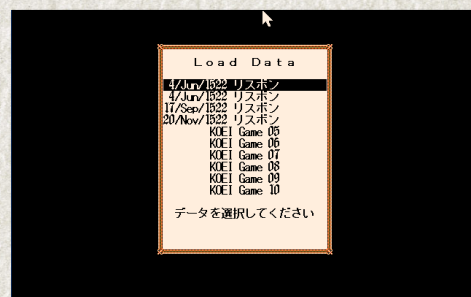 Load Data
4/Jun/1522 リスボン
4/Jun/1522 リスボン
17/Sep/1522 リスボン
20/Nov/1522 リスボン
KOEI Game 05
KOEI Game 06
KOEI Game 07
KOEI Game 08
KOEI Game 09
KOEI Game 10
データを選択してください